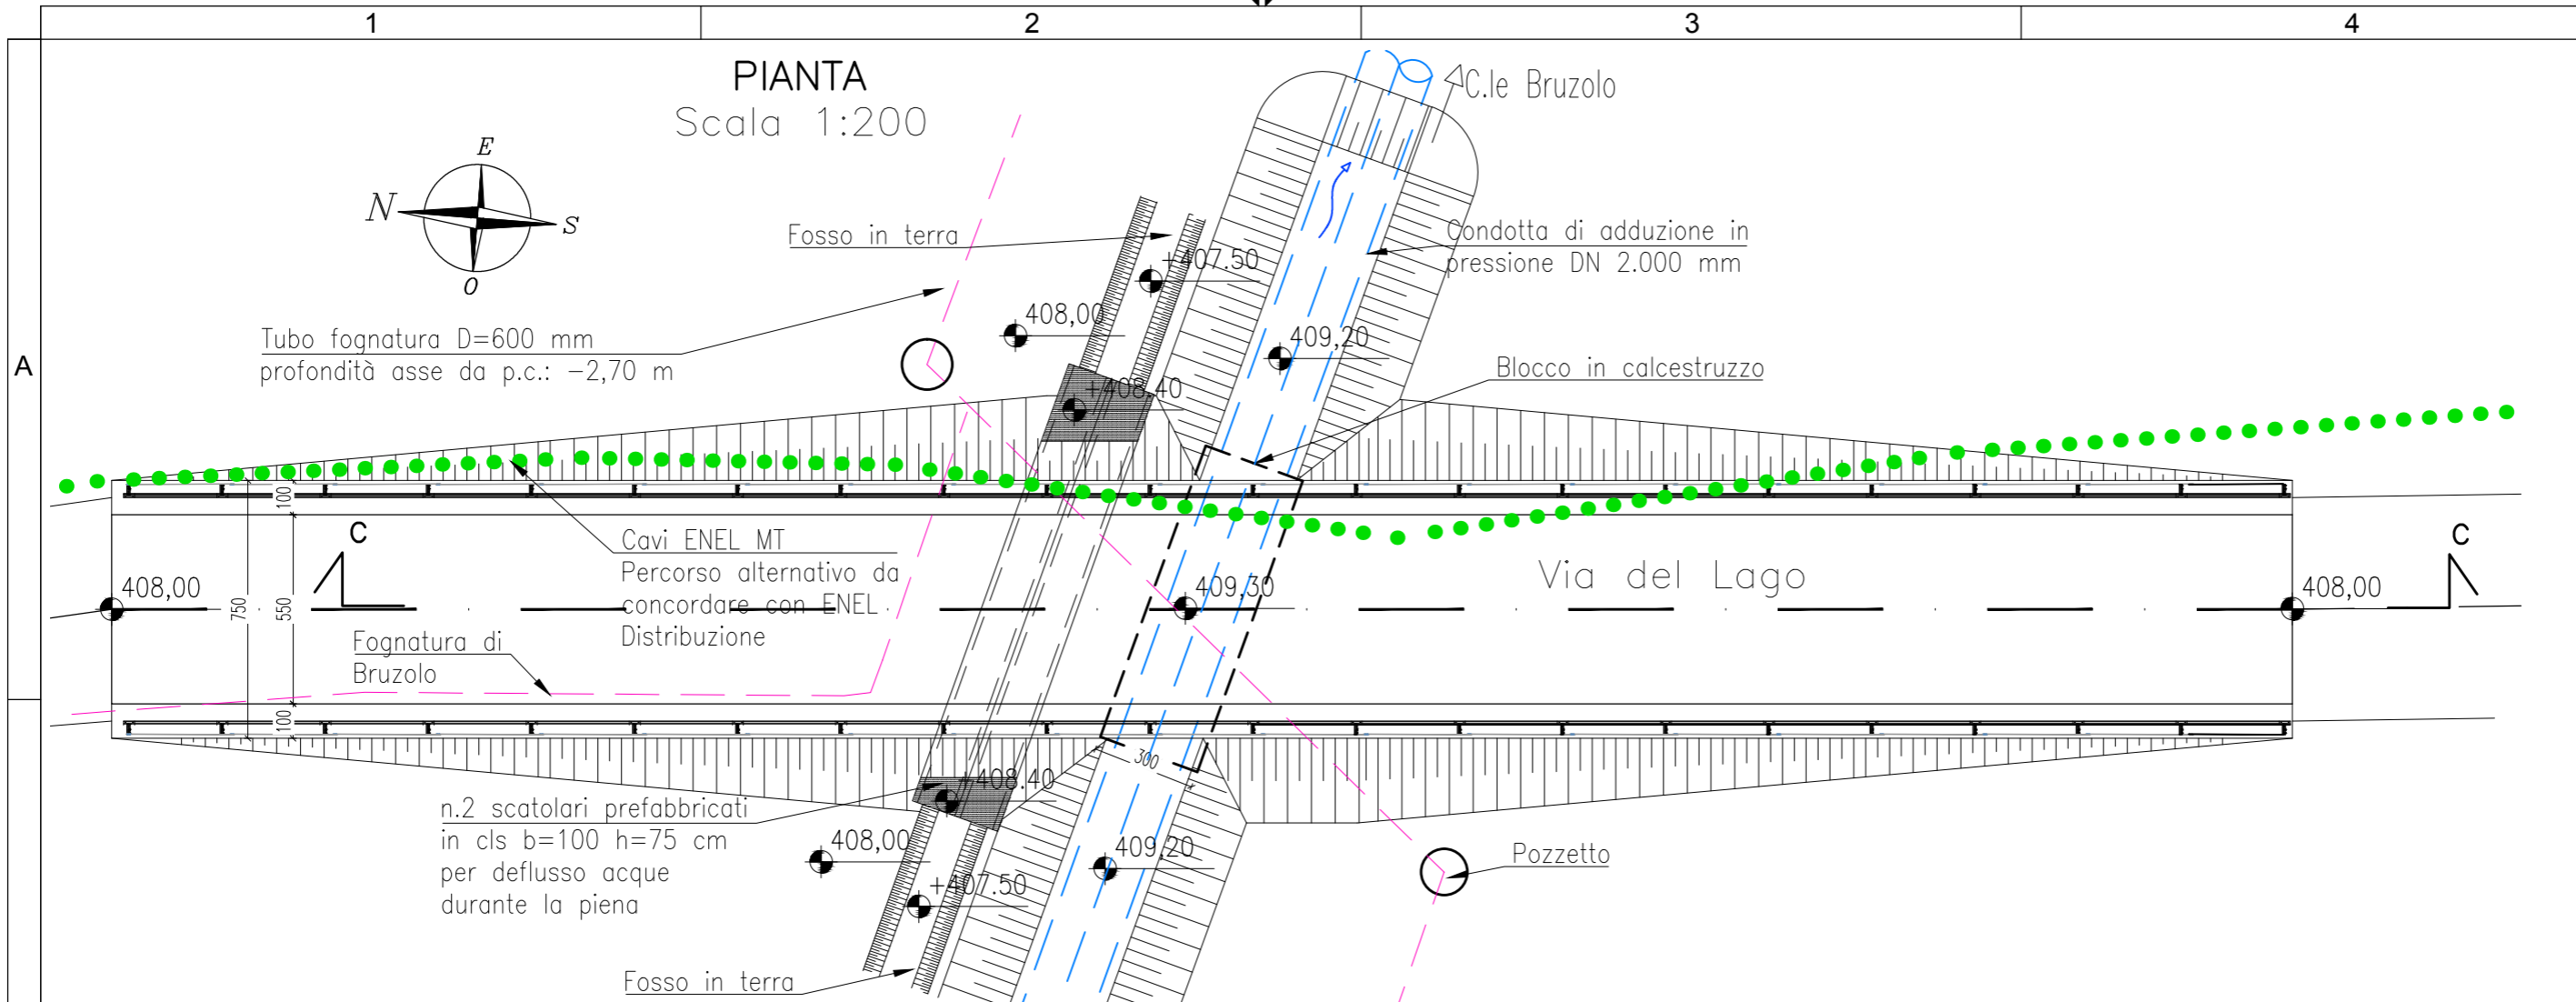 1
2
3
4
A
PIANTA
Scala 1:200
C.le Bruzolo
E
N
S
O
Fosso in terra
+407.50
Condotta di adduzione in
pressione DN 2.000 mm
408,00
409,20
Tubo fognatura D=600 mm
profondità asse da p.c.: -2,70 m
Blocco in calcestruzzo
+408.40
100
C
Cavi ENEL MT
Percorso alternativo da
concordare con ENEL
Distribuzione
C
Via del Lago
408,00
409,30
408,00
750
550
Fognatura di
Bruzolo
100
300
+408.40
n.2 scatolari prefabbricati
in cls b=100 h=75 cm
per deflusso acque
durante la piena
408,00
409,20
Pozzetto
+407.50
Fosso in terra